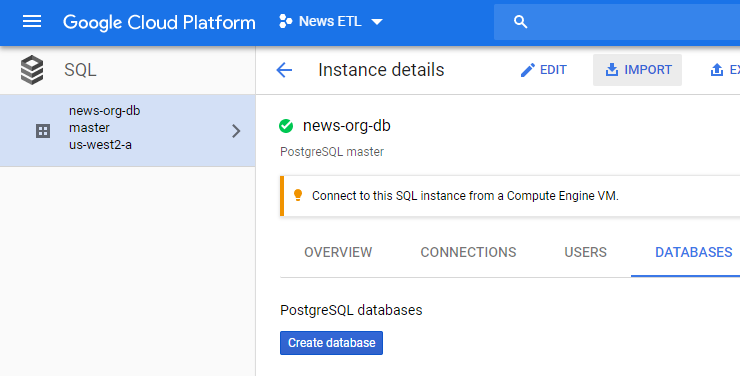 Google Cloud Platform
News ETL
SQL
Instance details
EDIT
IMPORT
news-org-db
master
us-west2-a
news-org-db
PostgreSQL master
Connect to this SQL instance from a Compute Engine VM.
OVERVIEW
CONNECTIONS
USERS
DATABASES
PostgreSQL databases
Create database